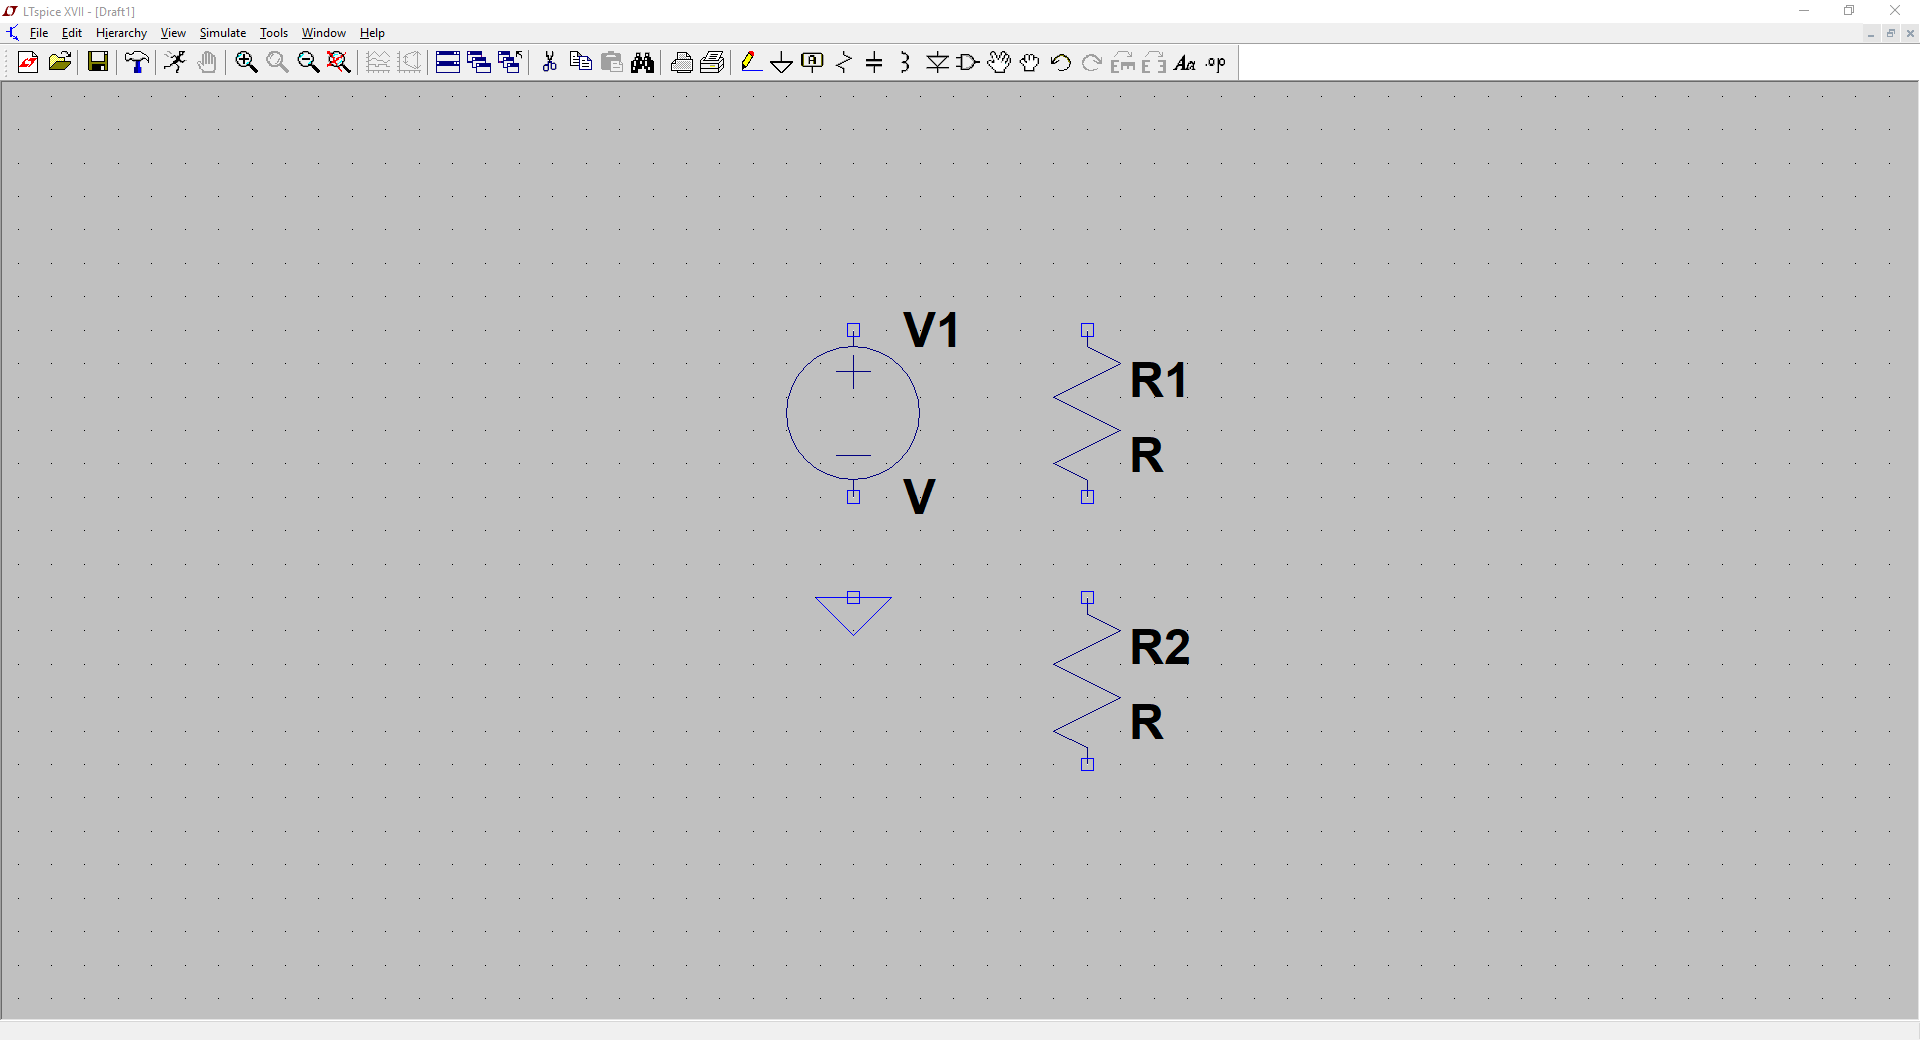 LTspice XVII - [Draft1]
File Edit Hierarchy View Simulate Tools Window Help
A Aa .op
V1
R1
R
V
R2
R